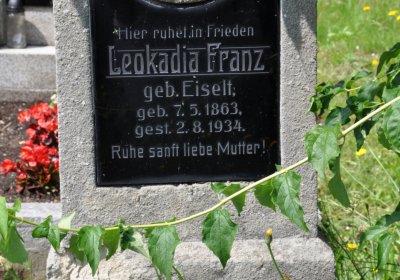 Hier ruhet in Frieden
Leokadia Franz
geb. Eiselt,
geb. 7. 5. 1863,
gest. 2. 8. 1934.
Ruhe sanft liebe Mutter!